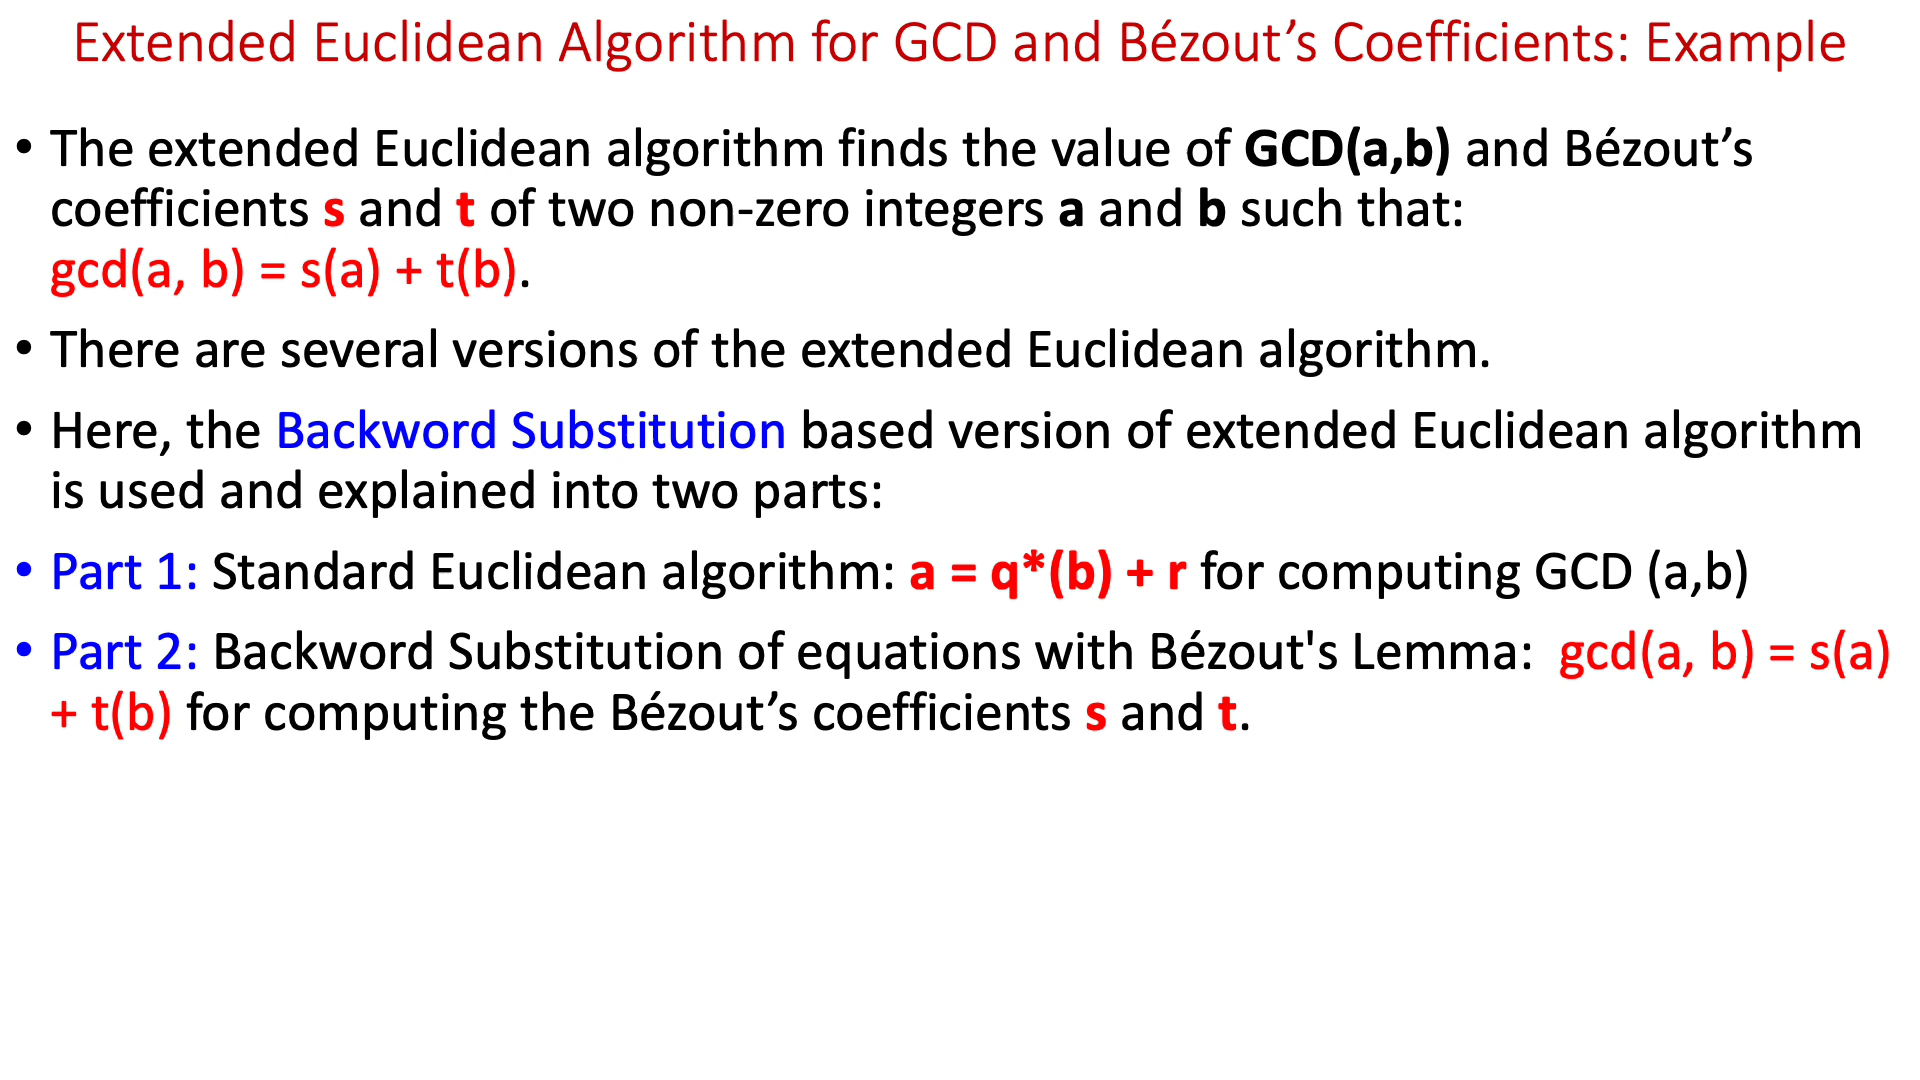 Extended Euclidean Algorithm for GCD and Bézout’s Coefficients: Example
• The extended Euclidean algorithm finds the value of GCD(a,b) and Bézout’s
coefficients s and t of two non-zero integers a and b such that:
gcd(a, b) = s(a) + t(b).
• There are several versions of the extended Euclidean algorithm.
• Here, the Backword Substitution based version of extended Euclidean algorithm
is used and explained into two parts:
• Part 1: Standard Euclidean algorithm: a = q*(b) + r for computing GCD (a,b)
• Part 2: Backword Substitution of equations with Bézout's Lemma:  gcd(a, b) = s(a)
+ t(b) for computing the Bézout’s coefficients s and t.